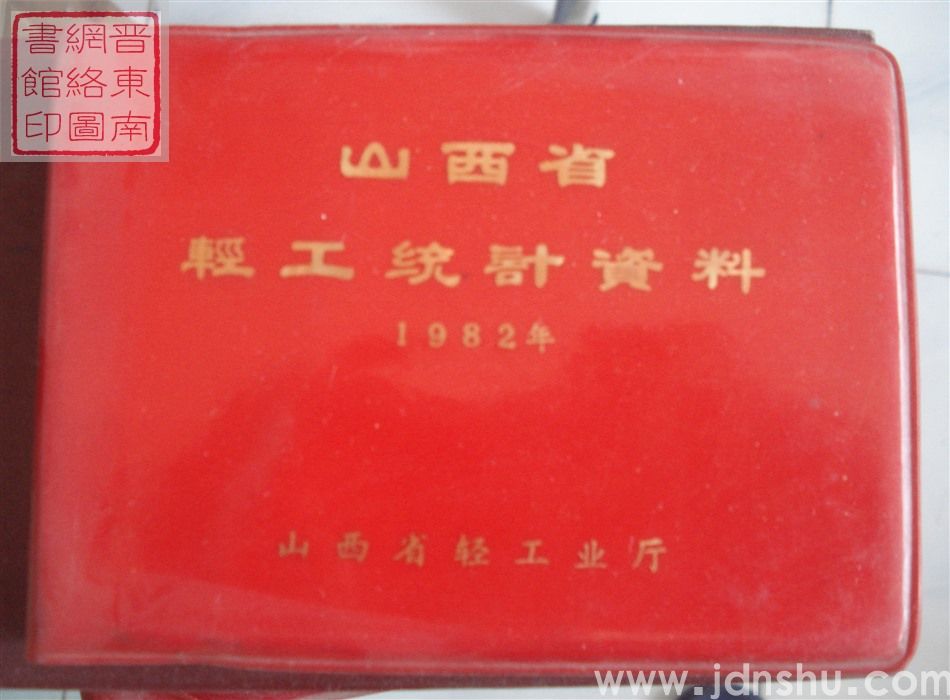 晋東南
網絡圖
書館印
山西省
輕工統計資料
1982年
山西省轻工业厅
www.jdnshu.com